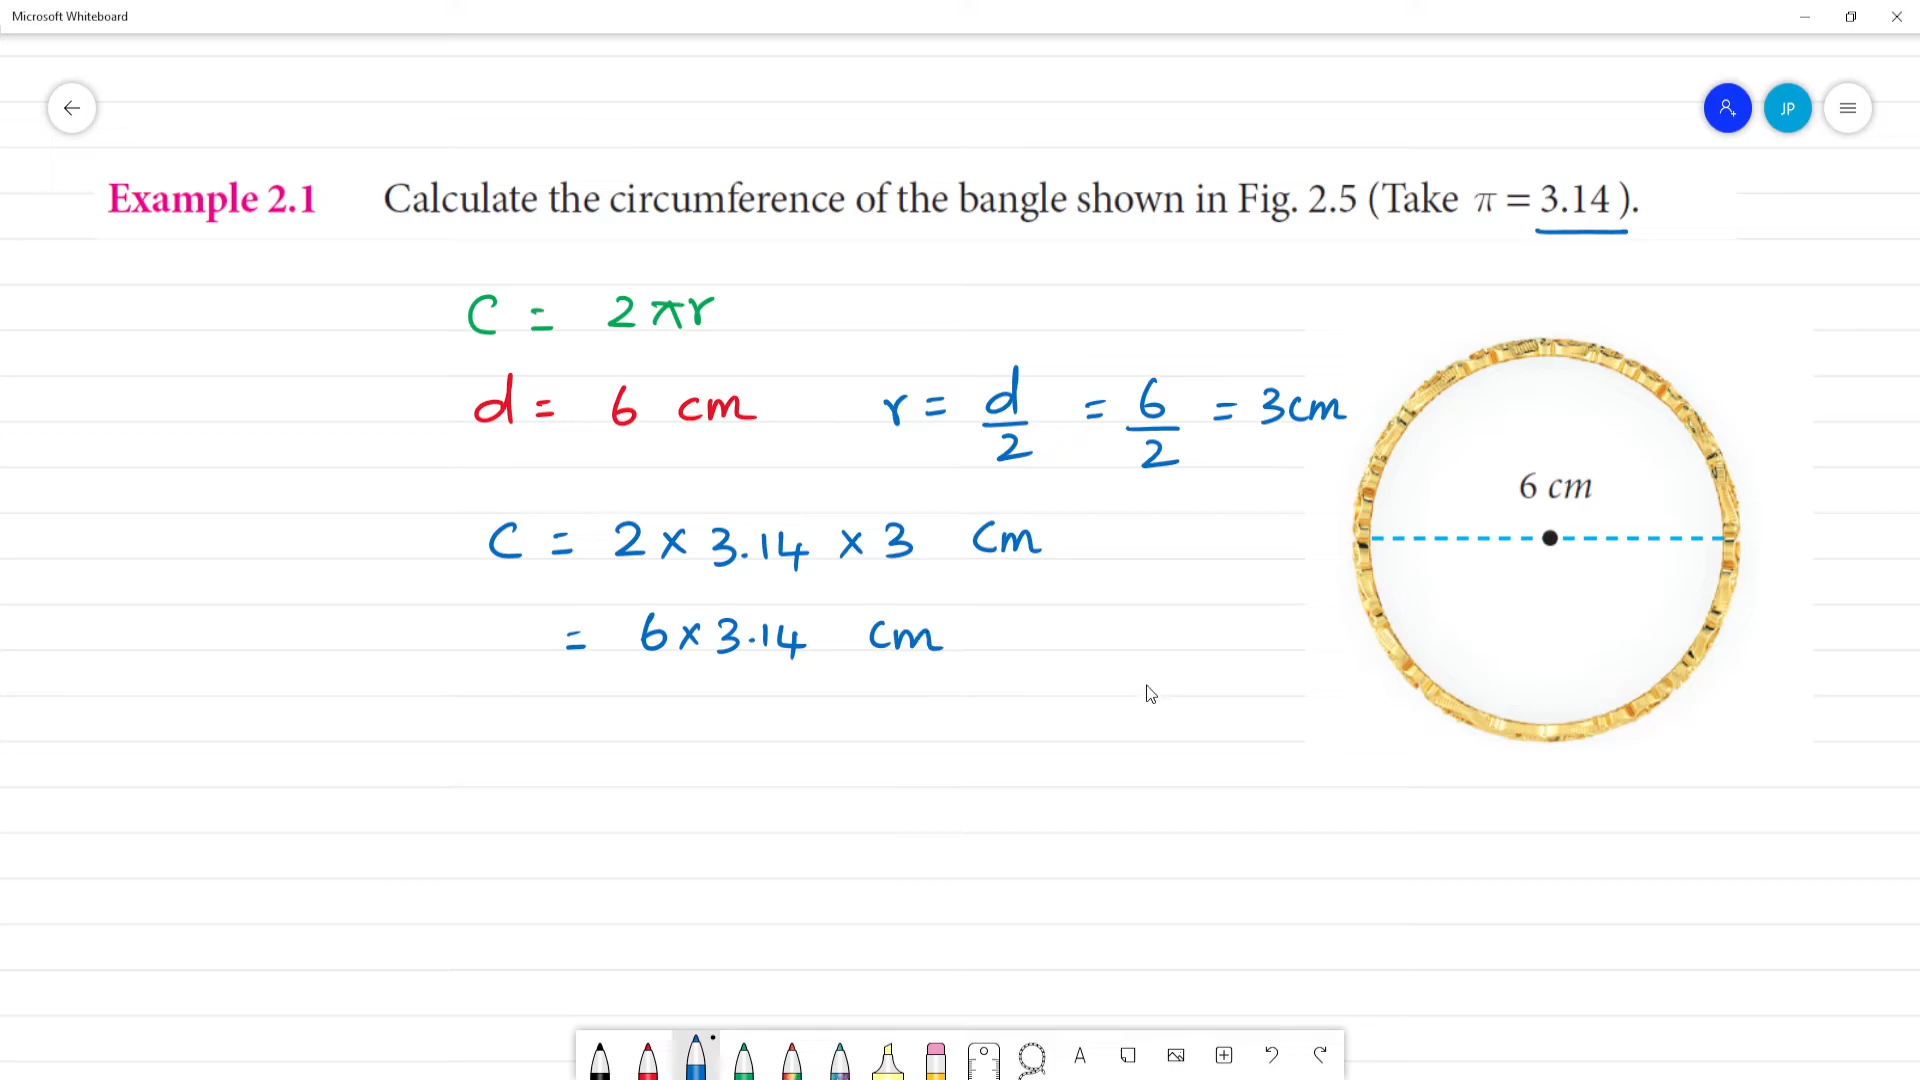 Microsoft Whiteboard
JP
Example 2.1 Calculate the circumference of the bangle shown in Fig. 2.5 (Take π = 3.14 ).
C = 2πr
d = 6 cm r = d/2 = 6/2 = 3cm
6 cm
C = 2 × 3.14 × 3 cm
= 6 × 3.14 cm
A